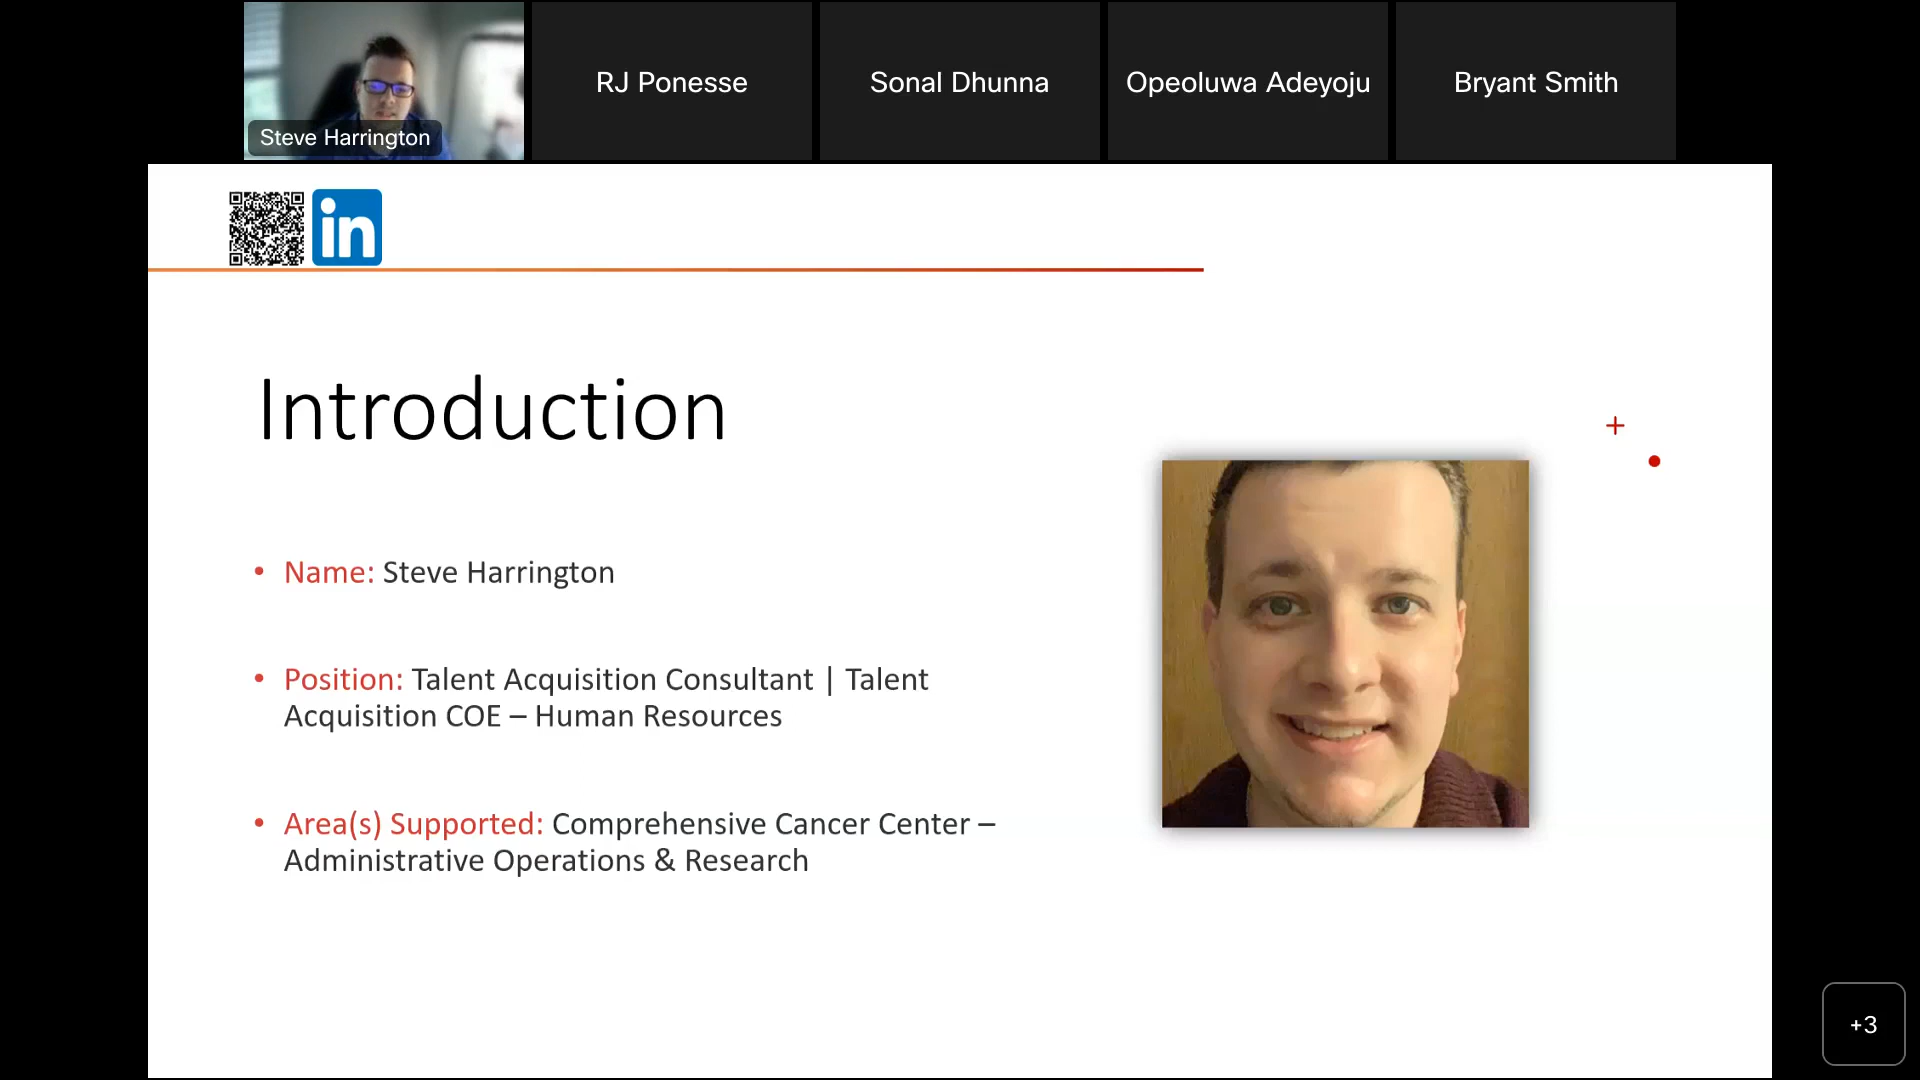 RJ Ponesse
Sonal Dhunna
Opeoluwa Adeyoju
Bryant Smith
Steve Harrington
in
Introduction
• Name: Steve Harrington
• Position: Talent Acquisition Consultant | Talent
Acquisition COE – Human Resources
• Area(s) Supported: Comprehensive Cancer Center –
Administrative Operations & Research
+3